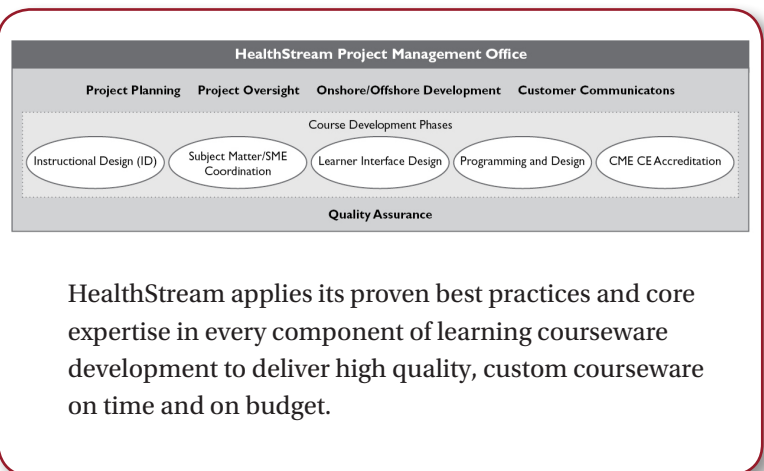 HealthStream Project Management Office
Project Planning Project Oversight Onshore/Offshore Development Customer Communicatons
Course Development Phases
Instructional Design (ID)
Subject Matter/SME
Coordination
Learner Interface Design
Programming and Design
CME CE Accreditation
Quality Assurance
HealthStream applies its proven best practices and core
expertise in every component of learning courseware
development to deliver high quality, custom courseware
on time and on budget.